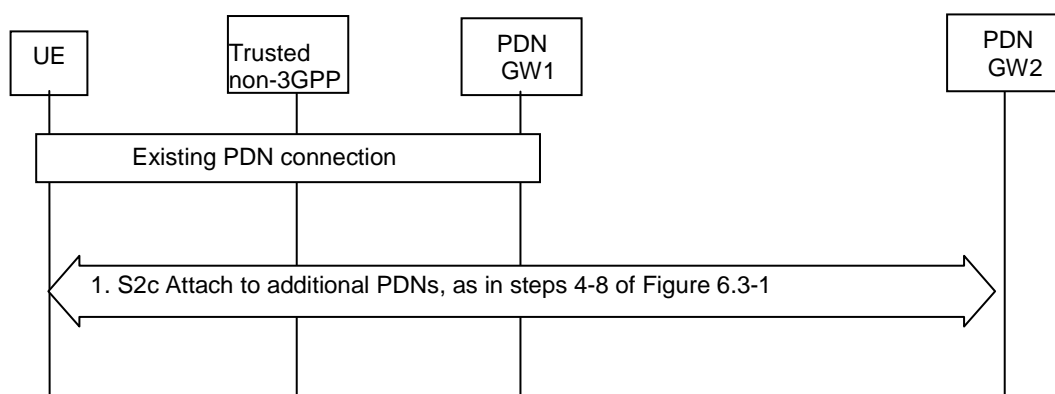 UE
Trusted
non-3GPP
PDN
GW1
PDN
GW2
Existing PDN connection
1. S2c Attach to additional PDNs, as in steps 4-8 of Figure 6.3-1